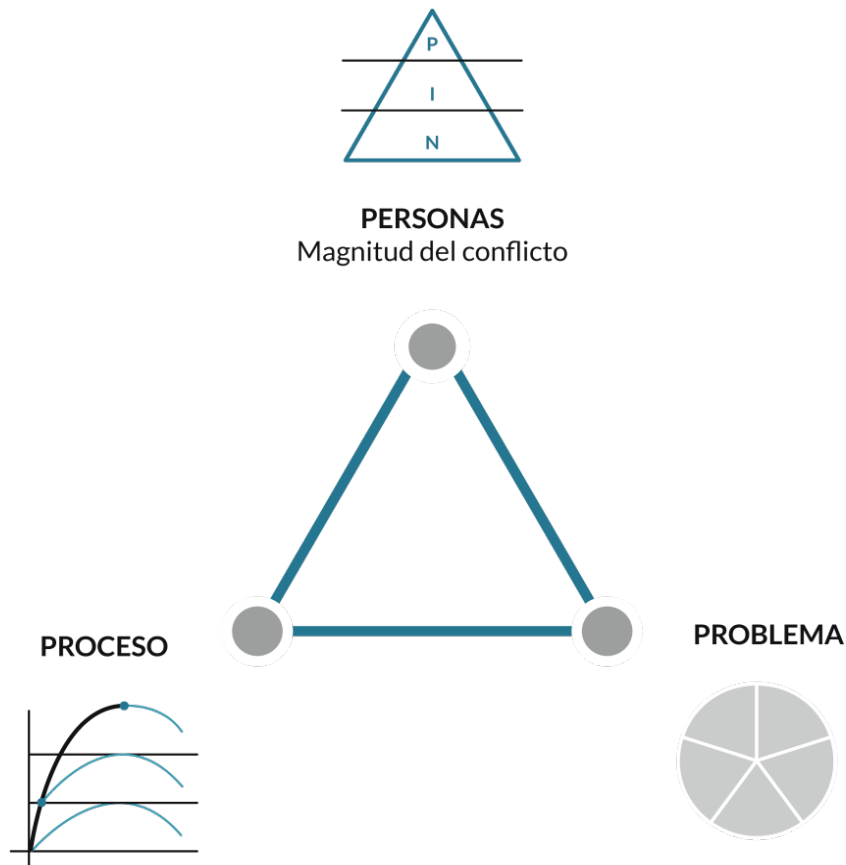 P
I
N
PERSONAS
Magnitud del conflicto
PROCESO
PROBLEMA